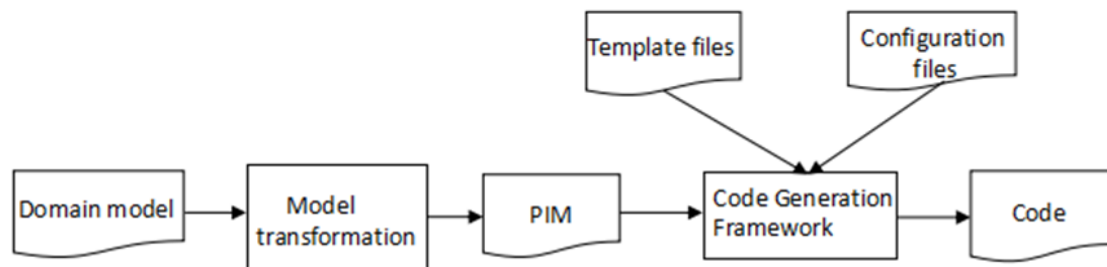 Template files
Configuration
files
Domain model
Model
transformation
PIM
Code Generation
Framework
Code